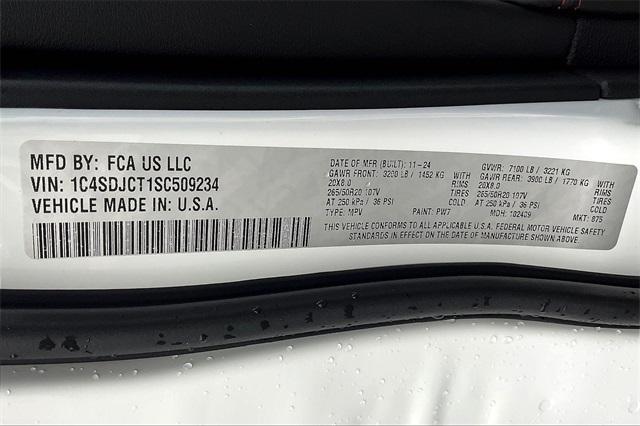 MFD BY: FCA US LLC
VIN: 1C4SDJCT1SC509234
VEHICLE MADE IN: U.S.A.
DATE OF MFR (BUILT): 11-24 GVWR: 7100 LB / 3221 KG
GAWR FRONT: 3200 LB / 1452 KG WITH GAWR REAR: 3900 LB / 1770 KG WITH
20X8.0 RIMS 20X8.0 RIMS
265/50R20 107V TIRES 265/50R20 107V TIRES
AT 250 kPa / 36 PSI COLD AT 250 kPa / 36 PSI COLD
TYPE: MPV PAINT: PW7 MDH: 102409 MKT: 875
THIS VEHICLE CONFORMS TO ALL APPLICABLE U.S.A. FEDERAL MOTOR VEHICLE SAFETY
STANDARDS IN EFFECT ON THE DATE OF MANUFACTURE SHOWN ABOVE.